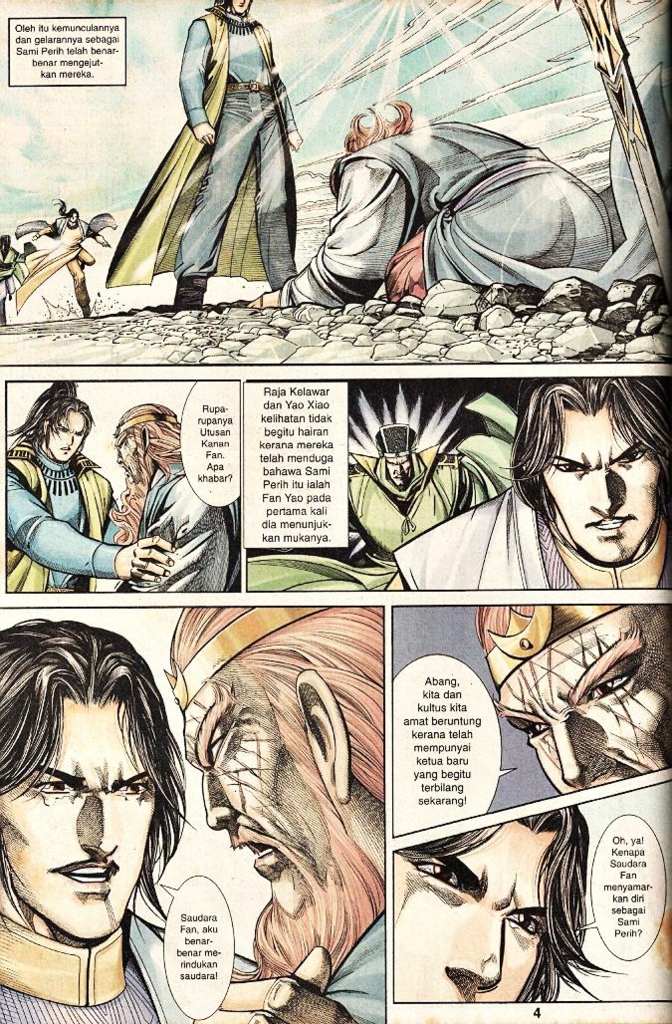 Oleh itu kemunculannya
dan gelarannya sebagai
Sami Perih telah benar-
benar mengejut-
kan mereka.
Rupa-
rupanya
Utusan
Kanan
Fan.
Apa
khabar?
Raja Kelawar
dan Yao Xiao
kelihatan tidak
begitu hairan
kerana mereka
telah menduga
bahawa Sami
Perih itu ialah
Fan Yao pada
pertama kali
dia menunjuk-
kan mukanya.
Saudara
Fan, aku
benar-
benar me-
rindukan
saudara!
Abang,
kita dan
kultus kita
amat beruntung
kerana telah
mempunyai
ketua baru
yang begitu
terbilang
sekarang!
Oh, ya!
Kenapa
Saudara
Fan
menyamar-
kan diri
sebagai
Sami
Perih?
4